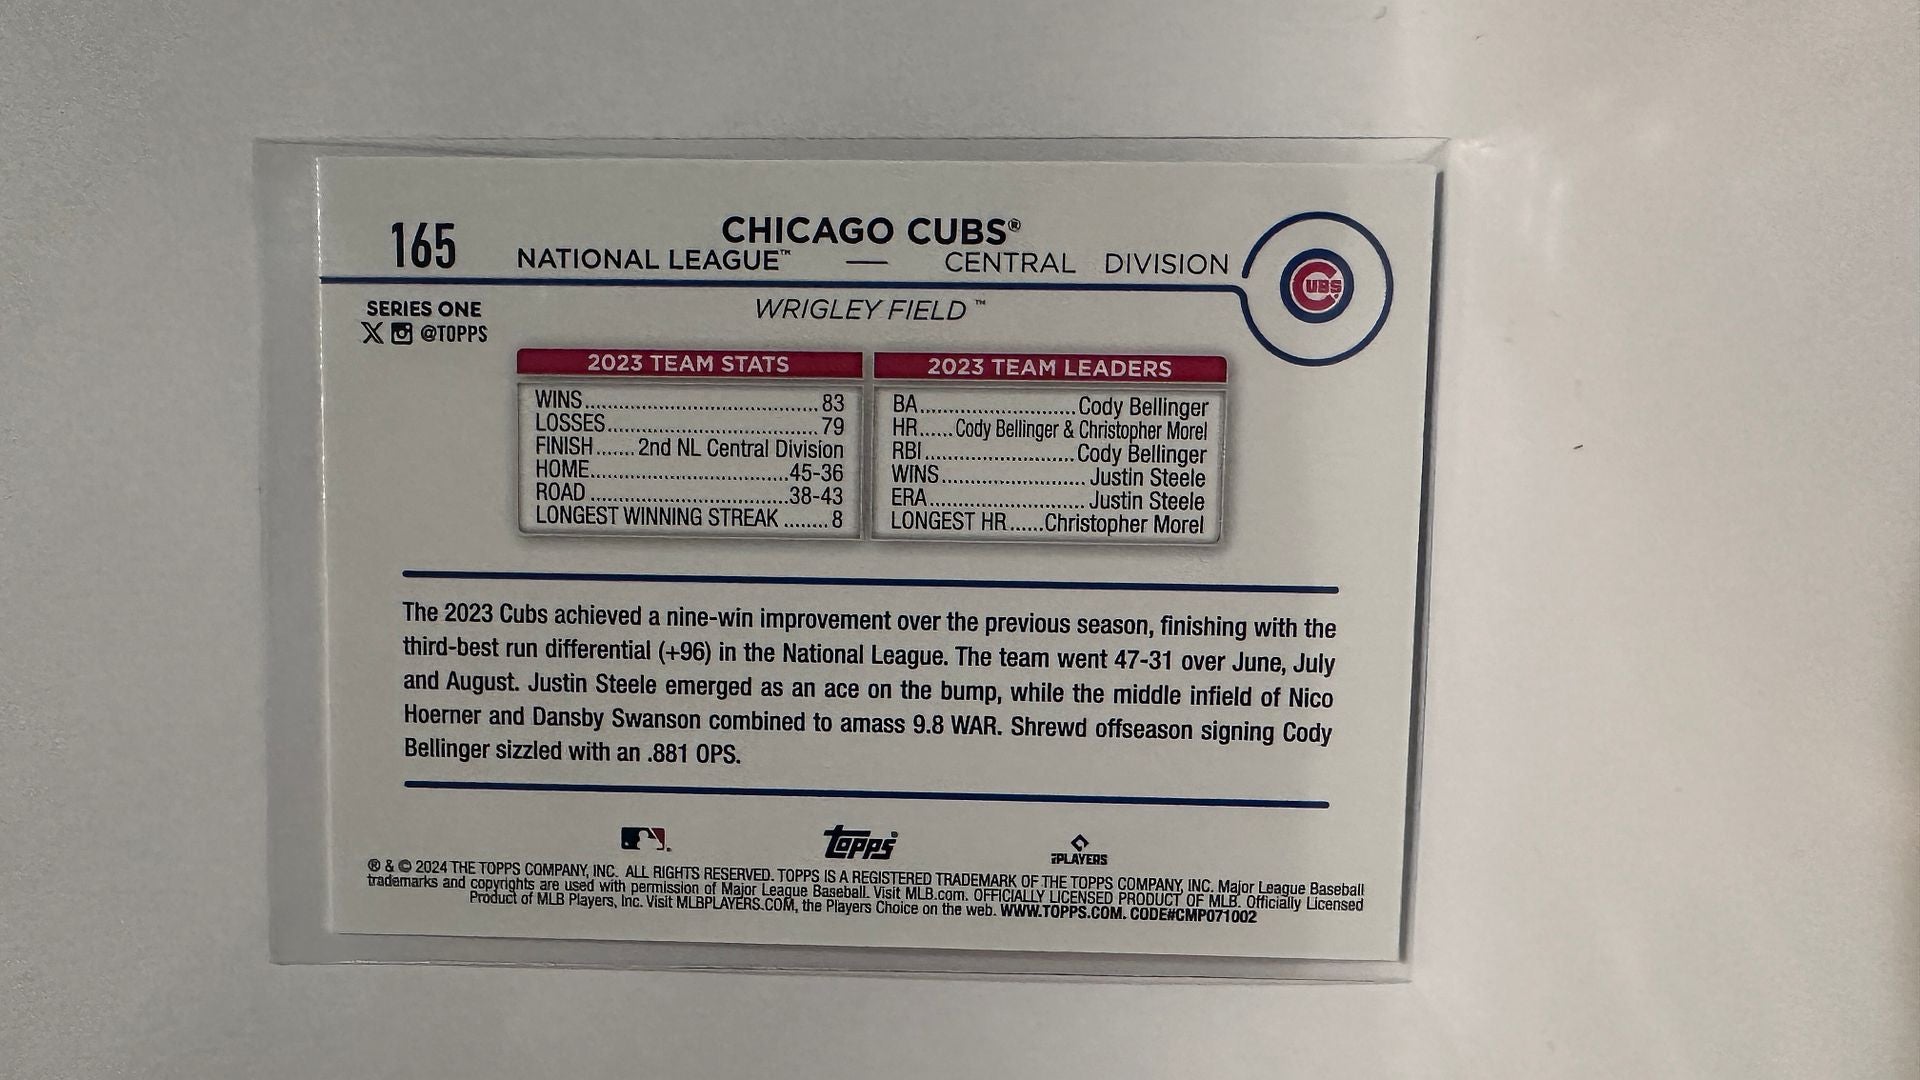 165
CHICAGO CUBS®
NATIONAL LEAGUE™ — CENTRAL DIVISION
CUBS
SERIES ONE
WRIGLEY FIELD™
X @TOPPS
2023 TEAM STATS
WINS....................................83
LOSSES................................79
FINISH.......2nd NL Central Division
HOME..............................45-36
ROAD..............................38-43
LONGEST WINNING STREAK ........8
2023 TEAM LEADERS
BA..........................Cody Bellinger
HR......Cody Bellinger & Christopher Morel
RBI.........................Cody Bellinger
WINS........................Justin Steele
ERA..........................Justin Steele
LONGEST HR......Christopher Morel
The 2023 Cubs achieved a nine-win improvement over the previous season, finishing with the
third-best run differential (+96) in the National League. The team went 47-31 over June, July
and August. Justin Steele emerged as an ace on the bump, while the middle infield of Nico
Hoerner and Dansby Swanson combined to amass 9.8 WAR. Shrewd offseason signing Cody
Bellinger sizzled with an .881 OPS.
topps
PLAYERS
® & © 2024 THE TOPPS COMPANY, INC. ALL RIGHTS RESERVED. TOPPS IS A REGISTERED TRADEMARK OF THE TOPPS COMPANY, INC. Major League Baseball
trademarks and copyrights are used with permission of Major League Baseball. Visit MLB.com. OFFICIALLY LICENSED PRODUCT OF MLB. Officially Licensed
Product of MLB Players, Inc. Visit MLBPLAYERS.COM, the Players Choice on the web. WWW.TOPPS.COM. CODE#CMP071002